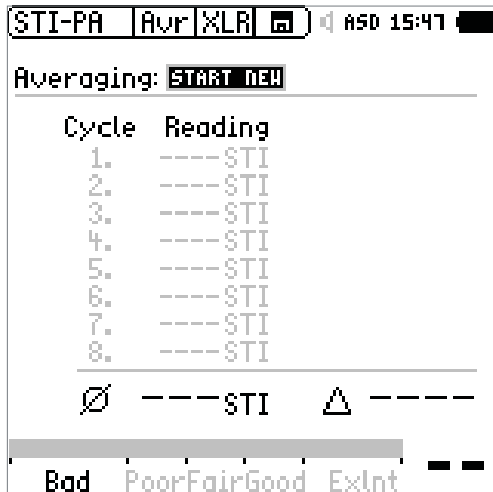 STI-PA Avr XLR ASD 15:47
Averaging: START NEW
Cycle Reading
1. ----STI
2. ----STI
3. ----STI
4. ----STI
5. ----STI
6. ----STI
7. ----STI
8. ----STI
Ø ---STI Δ ----
Bad Poor Fair Good Exlnt --